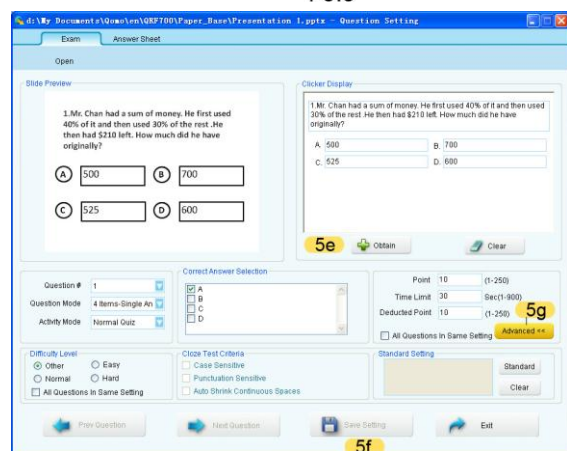 d:\My Documents\Qomo\en\QRF700\Paper_Base\Presentation 1.pptx - Question Setting
Exam Answer Sheet
Open
Slide Preview
1.Mr. Chan had a sum of money. He first used
40% of it and then used 30% of the rest .He
then had $210 left. How much did he have
originally?
A 500 B 700
C 525 D 600
Clicker Display
1.Mr. Chan had a sum of money. He first used 40% of it and then used
30% of the rest .He then had $210 left. How much did he have
originally?
A. 500 B. 700
C. 525 D. 600
5e Obtain Clear
Question # 1
Question Mode 4 Items-Single An
Activity Mode Normal Quiz
Correct Answer Selection
A
B
C
D
Point 10 (1-250)
Time Limit 30 Sec(1-900)
Deducted Point 10 (1-250) 5g
All Questions In Same Setting Advanced <<
Difficulty Level
Other Easy
Normal Hard
All Questions In Same Setting
Cloze Test Criteria
Case Sensitive
Punctuation Sensitive
Auto Shrink Continuous Spaces
Standard Setting
Standard
Clear
Prev Question Next Question Save Setting Exit
5f